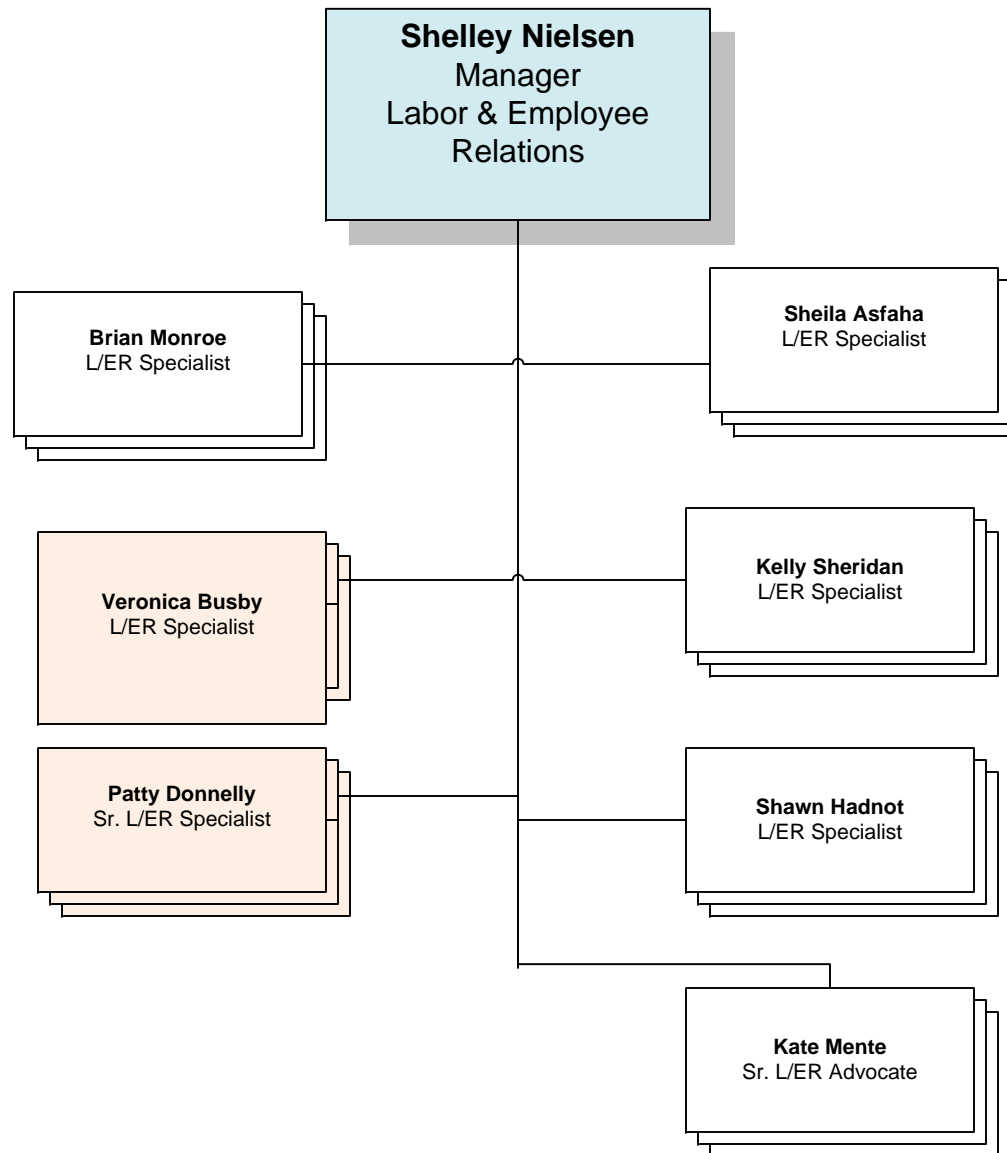 Shelley Nielsen
Manager
Labor & Employee
Relations
Brian Monroe
L/ER Specialist
Sheila Asfaha
L/ER Specialist
Veronica Busby
L/ER Specialist
Kelly Sheridan
L/ER Specialist
Patty Donnelly
Sr. L/ER Specialist
Shawn Hadnot
L/ER Specialist
Kate Mente
Sr. L/ER Advocate